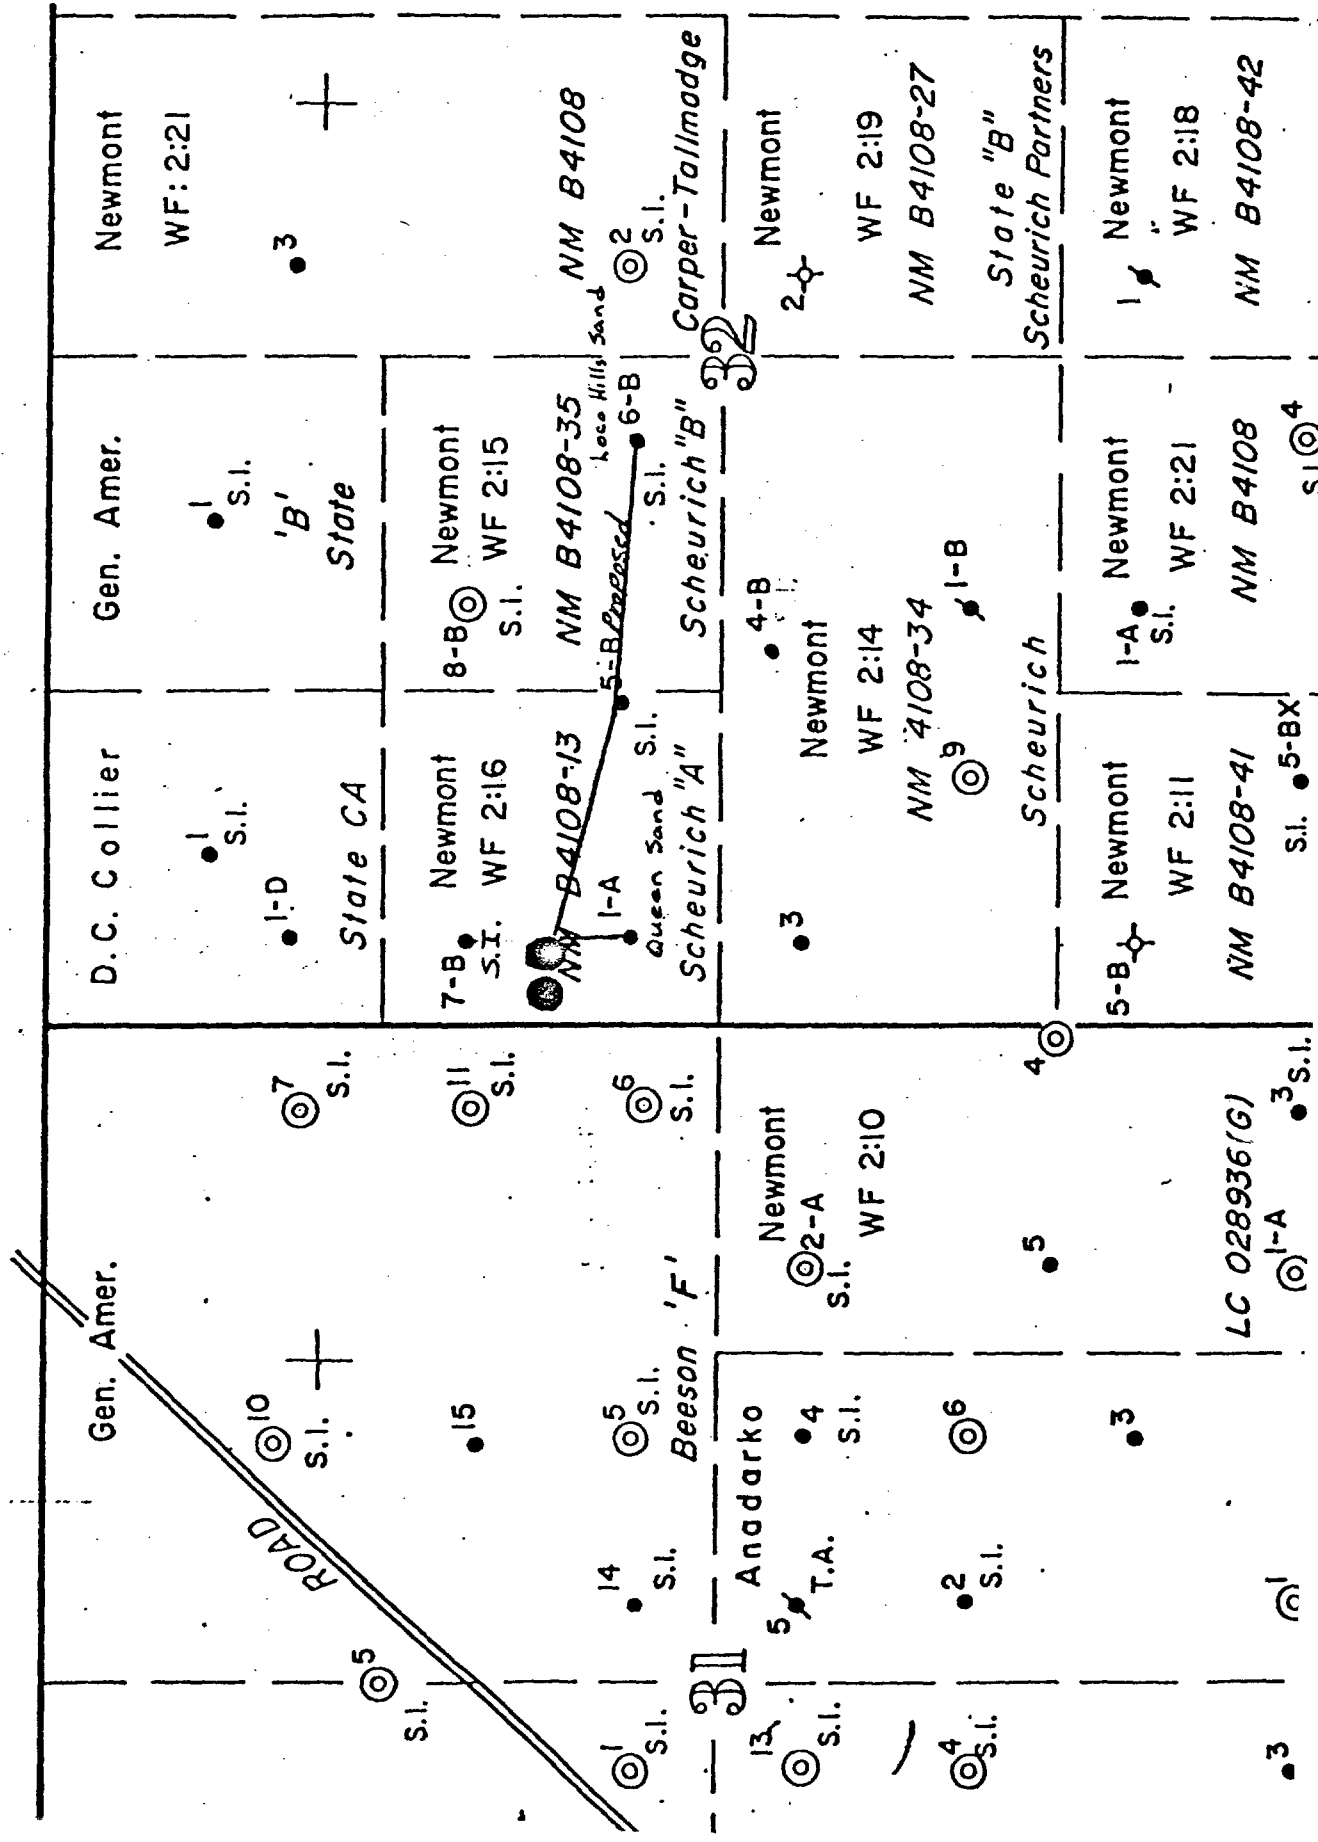 Gen. Amer.
ROAD
10
S.I.
7
S.I.
5
S.I.
15
11
S.I.
14
S.I.
5
S.I.
6
S.I.
1
S.I.
Beeson 'F'
31
Anadarko
13
S.I.
5
T.A.
4
S.I.
Newmont
2-A
S.I.
WF 2:10
4
S.I.
2
S.I.
6
5
4
3
LC 028936(G)
3
1
1-A
3 S.I.
D.C. Collier
1
S.I.
1-D
State CA
Gen. Amer.
1
S.I.
'B'
State
Newmont
WF: 2:21
3
NM B4108
2
S.I.
Carper-Tallmadge
7-B
S.I.
Newmont
WF 2:16
NM B4108-13
1-A
Queen Sand
S.I.
Scheurich "A"
8-B
S.I.
Newmont
WF 2:15
NM B4108-35
Loco Hills Sand
5-B Proposed
6-B
S.I.
Scheurich "B"
32
3
4-B
Newmont
WF 2:14
NM 4108-34
9
1-B
Scheurich
2
Newmont
WF 2:19
NM B4108-27
State "B"
Scheurich Partners
5-B
Newmont
WF 2:11
NM B4108-41
S.I.
5-BX
1-A
S.I.
Newmont
WF 2:21
NM B4108
S.I.
4
1
Newmont
WF 2:18
NM B4108-42